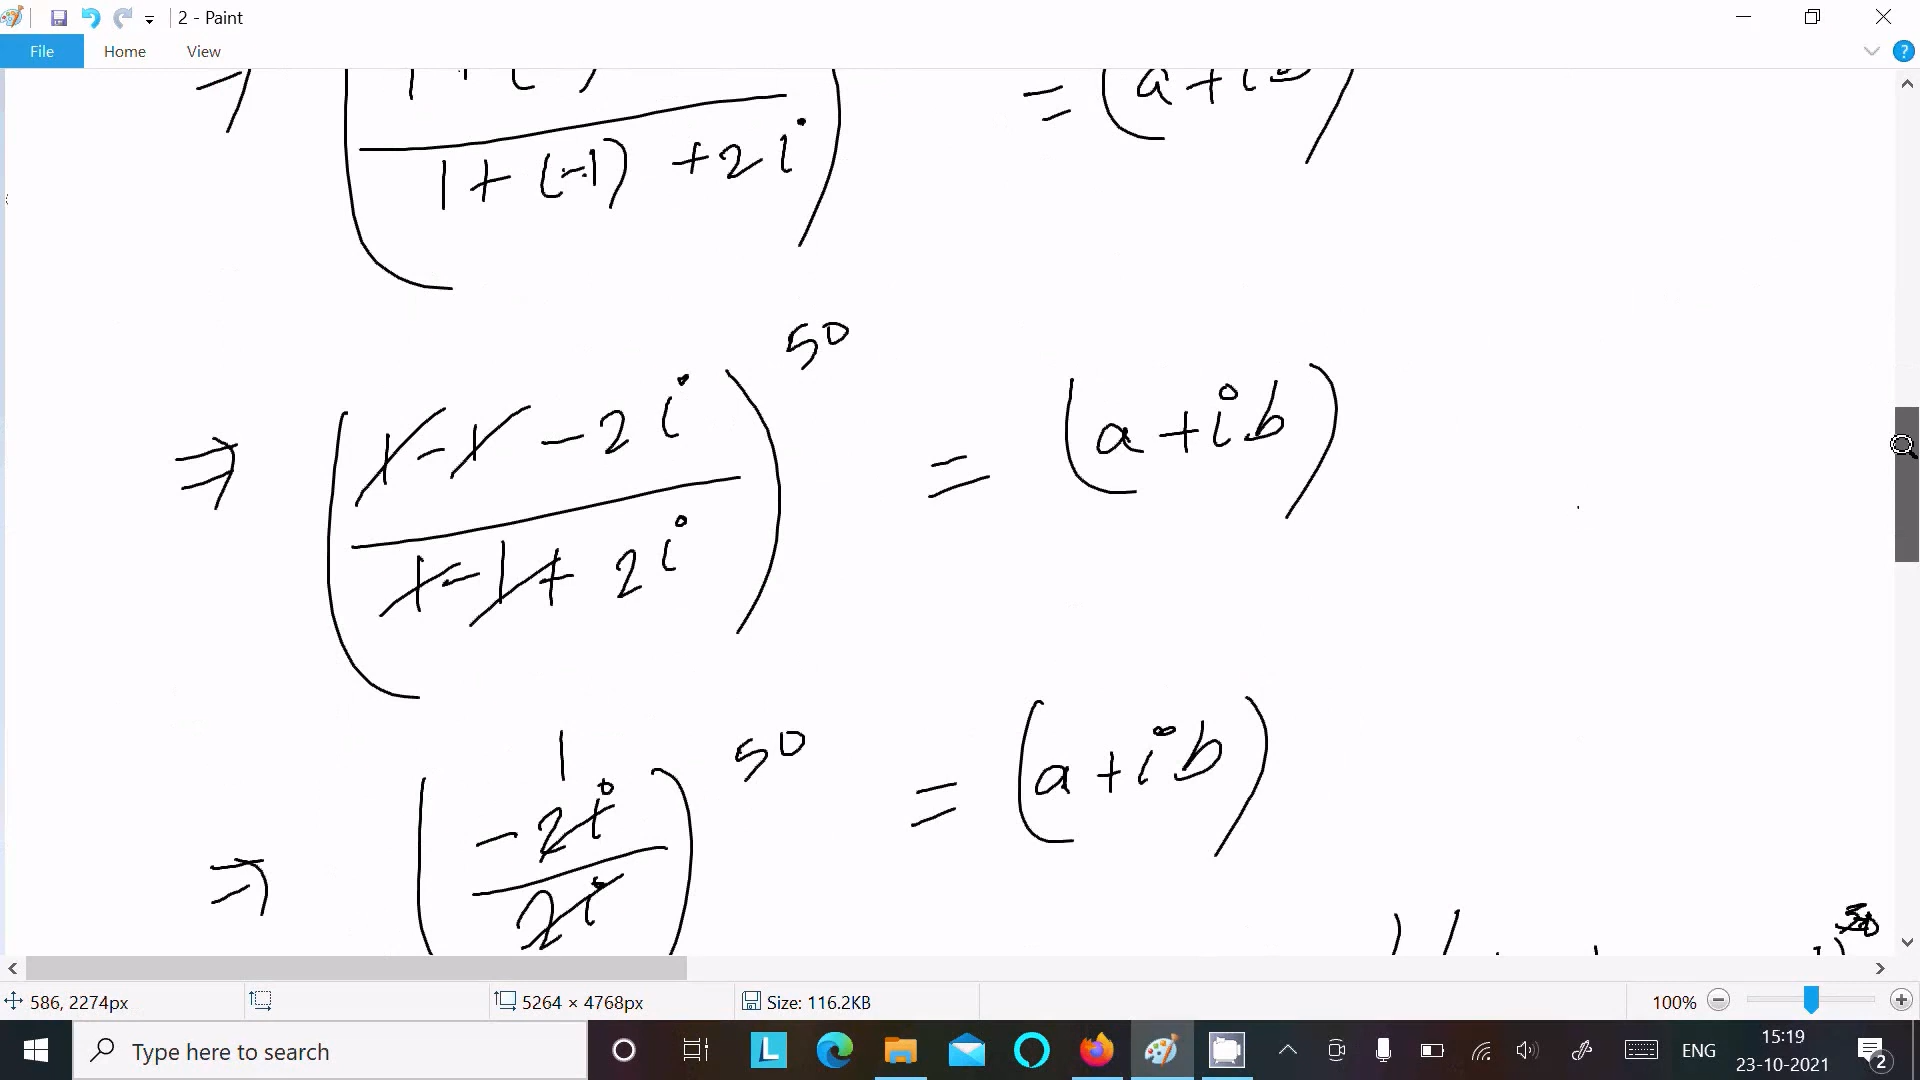 2 - Paint
File Home View
1 + (-1) + 2i = (a + ib)
50
⇒ (1 - 1 - 2i / 1 - 1 + 2i) = (a + ib)
1 50
⇒ (-2i / 2i) = (a + ib)
586, 2274px 5264 × 4768px Size: 116.2KB 100%
Type here to search L ENG 15:19
23-10-2021 2